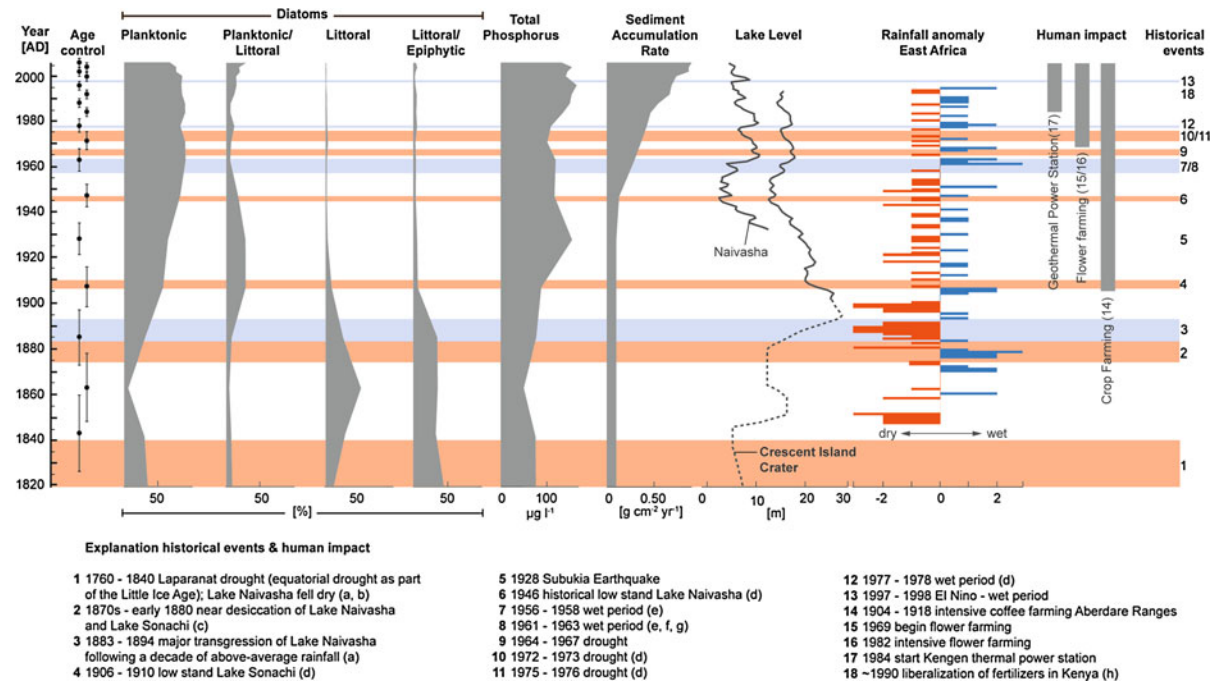 Diatoms
Year
[AD]
Age
control
Planktonic
Planktonic/
Littoral
Littoral
Littoral/
Epiphytic
Total
Phosphorus
Sediment
Accumulation
Rate
Lake Level
Rainfall anomaly
East Africa
Human impact
Historical
events
2000
1980
1960
1940
1920
1900
1880
1860
1840
1820
Naivasha
Crescent Island
Crater
dry
wet
Geothermal Power Station(17)
Flower farming (15/16)
Crop Farming (14)
13
18
12
10/11
9
7/8
6
5
4
3
2
1
50
50
50
50
[%]
0
100
µg l-1
0
0.50
[g cm-2 yr-1]
0
10
20
30
[m]
-2
0
2
Explanation historical events & human impact
1 1760 - 1840 Laparanat drought (equatorial drought as part
of the Little Ice Age); Lake Naivasha fell dry (a, b)
2 1870s - early 1880 near desiccation of Lake Naivasha
and Lake Sonachi (c)
3 1883 - 1894 major transgression of Lake Naivasha
following a decade of above-average rainfall (a)
4 1906 - 1910 low stand Lake Sonachi (d)
5 1928 Subukia Earthquake
6 1946 historical low stand Lake Naivasha (d)
7 1956 - 1958 wet period (e)
8 1961 - 1963 wet period (e, f, g)
9 1964 - 1967 drought
10 1972 - 1973 drought (d)
11 1975 - 1976 drought (d)
12 1977 - 1978 wet period (d)
13 1997 - 1998 El Nino - wet period
14 1904 - 1918 intensive coffee farming Aberdare Ranges
15 1969 begin flower farming
16 1982 intensive flower farming
17 1984 start Kengen thermal power station
18 ~1990 liberalization of fertilizers in Kenya (h)